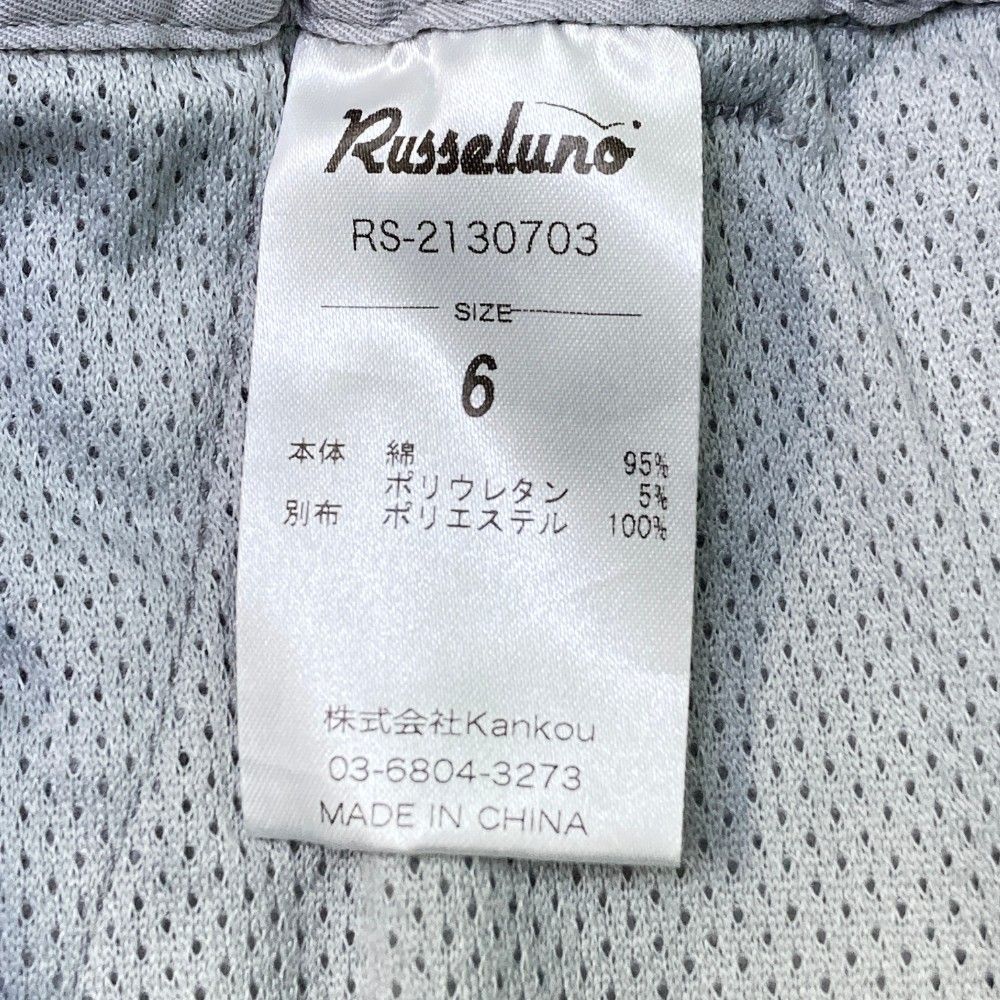 Russeluno
RS-2130703
SIZE
6
本体 綿 95%
ポリウレタン 5%
別布 ポリエステル 100%
株式会社Kankou
03-6804-3273
MADE IN CHINA